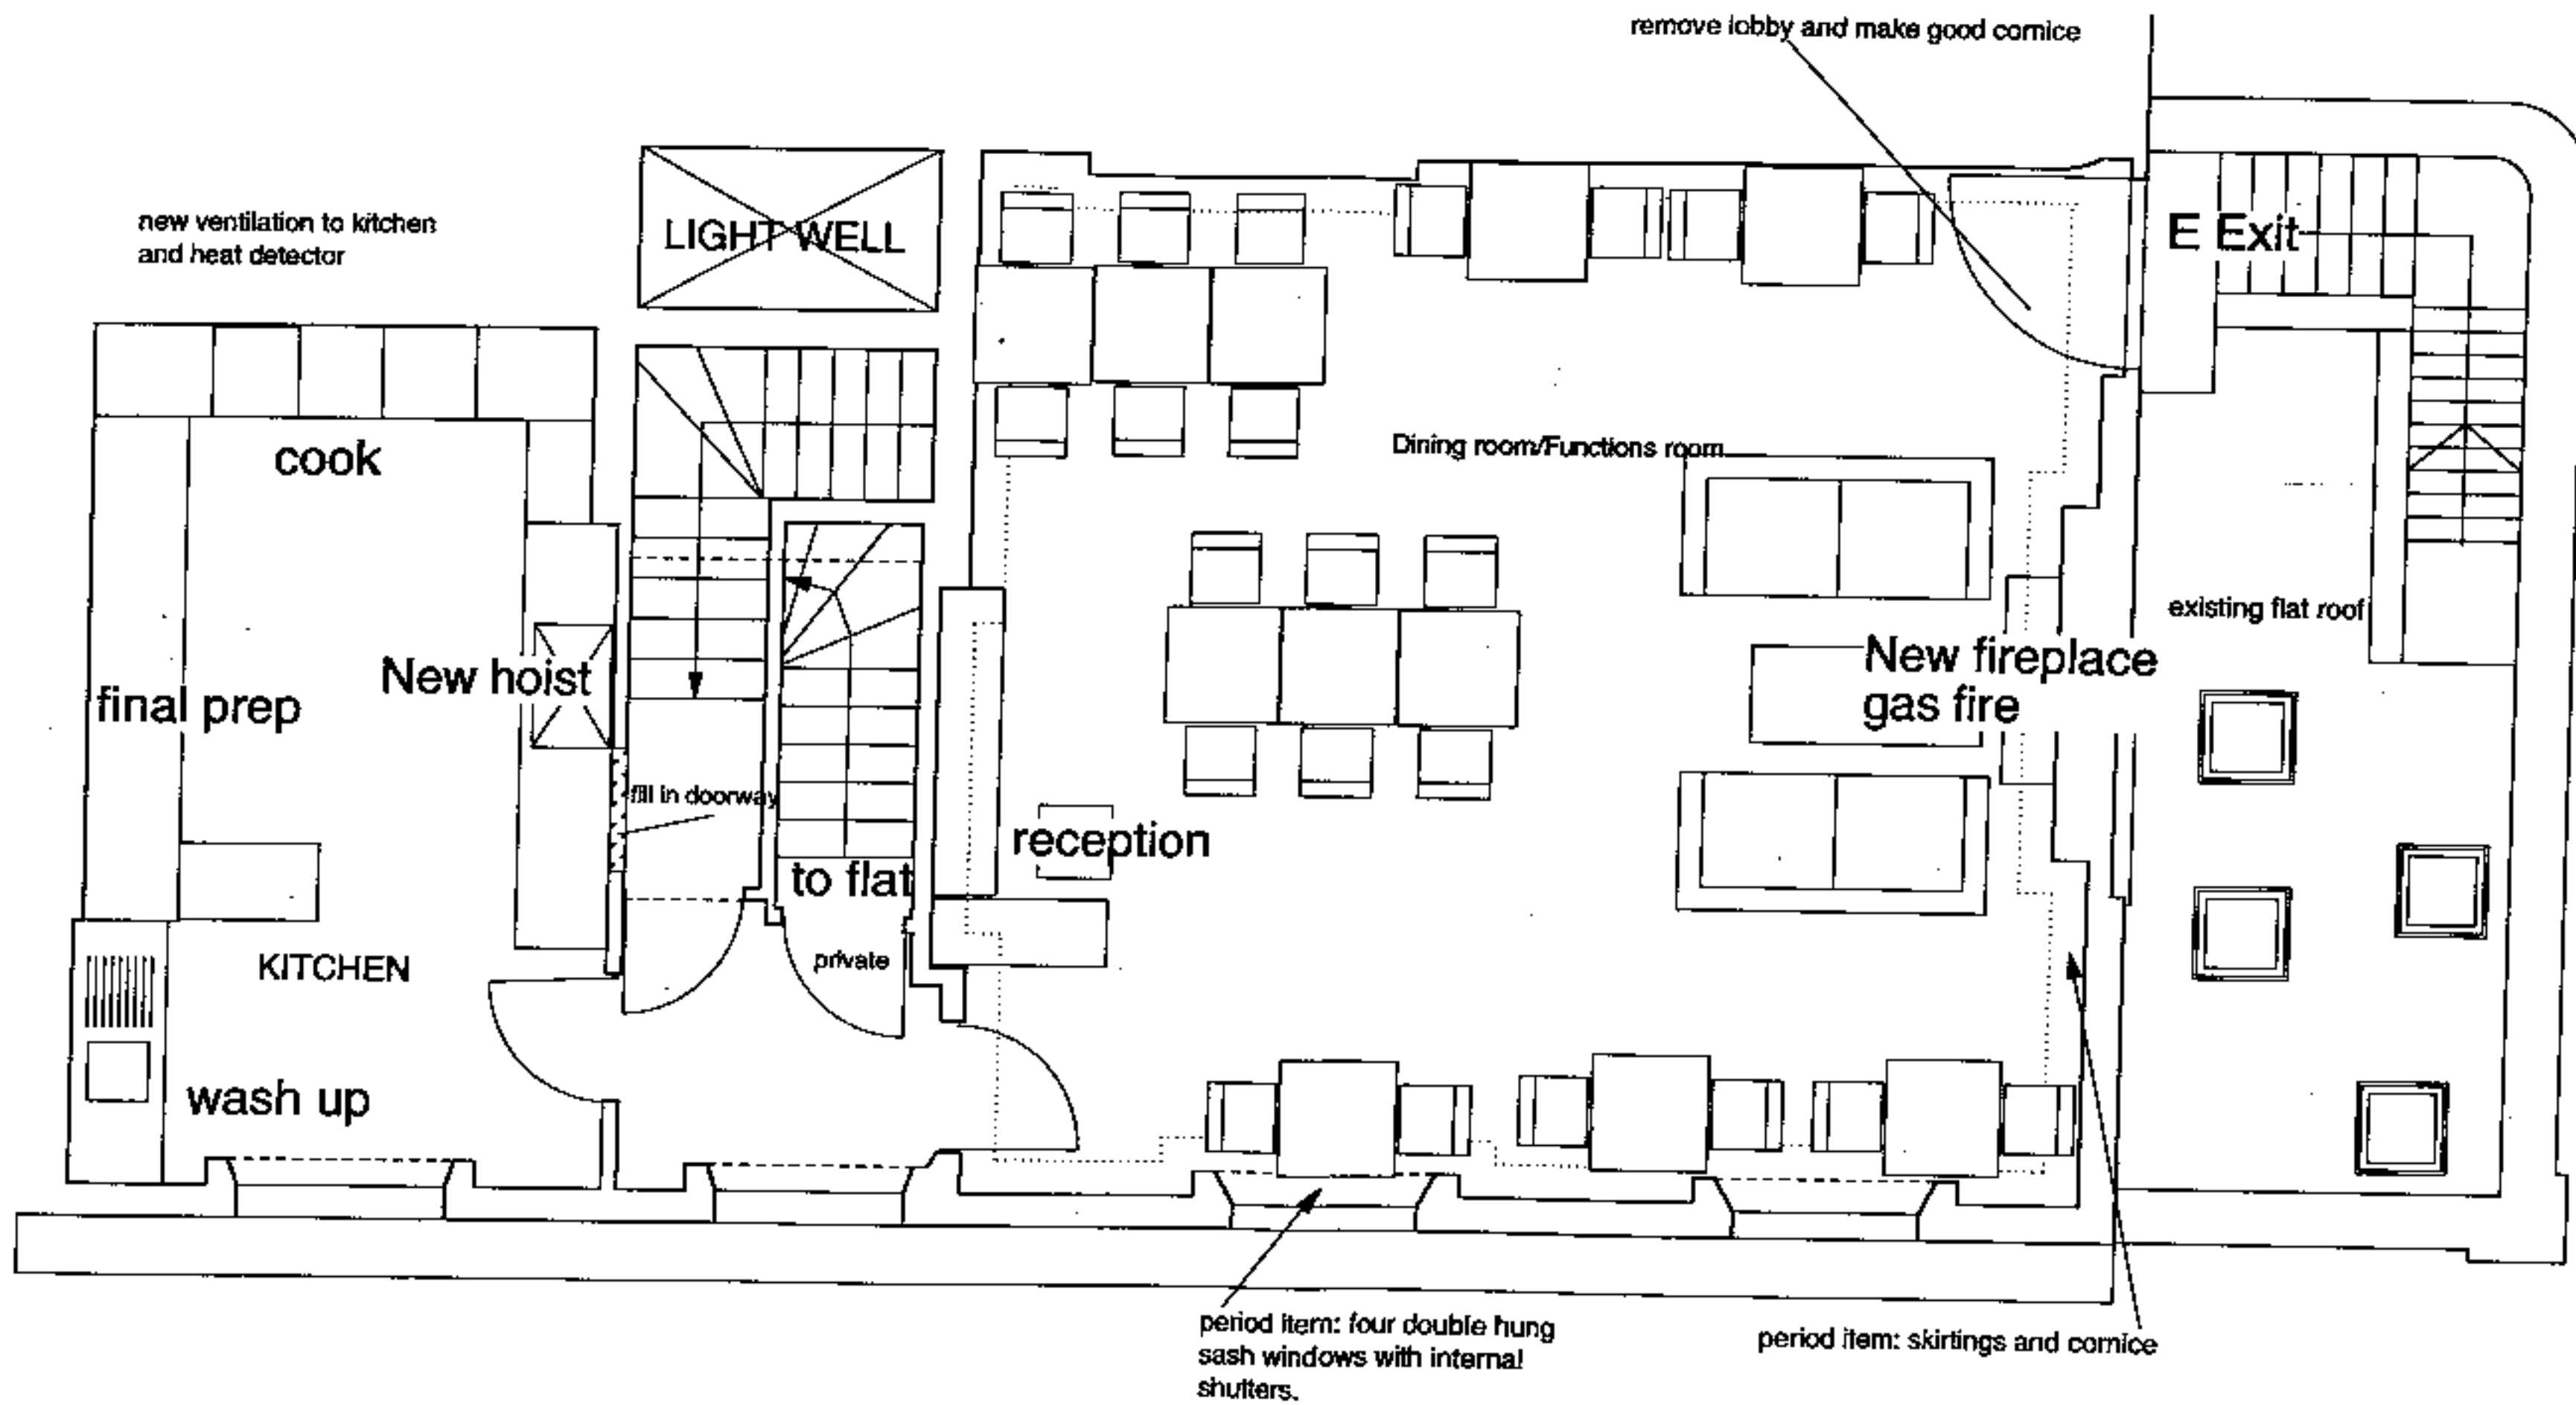 remove lobby and make good cornice
new ventilation to kitchen
and heat detector
LIGHT WELL
E Exit
cook
Dining room/Functions room
existing flat roof
New hoist
final prep
New fireplace
gas fire
fill in doorway
reception
to flat
private
KITCHEN
wash up
period item: four double hung
sash windows with internal
shutters.
period item: skirtings and cornice